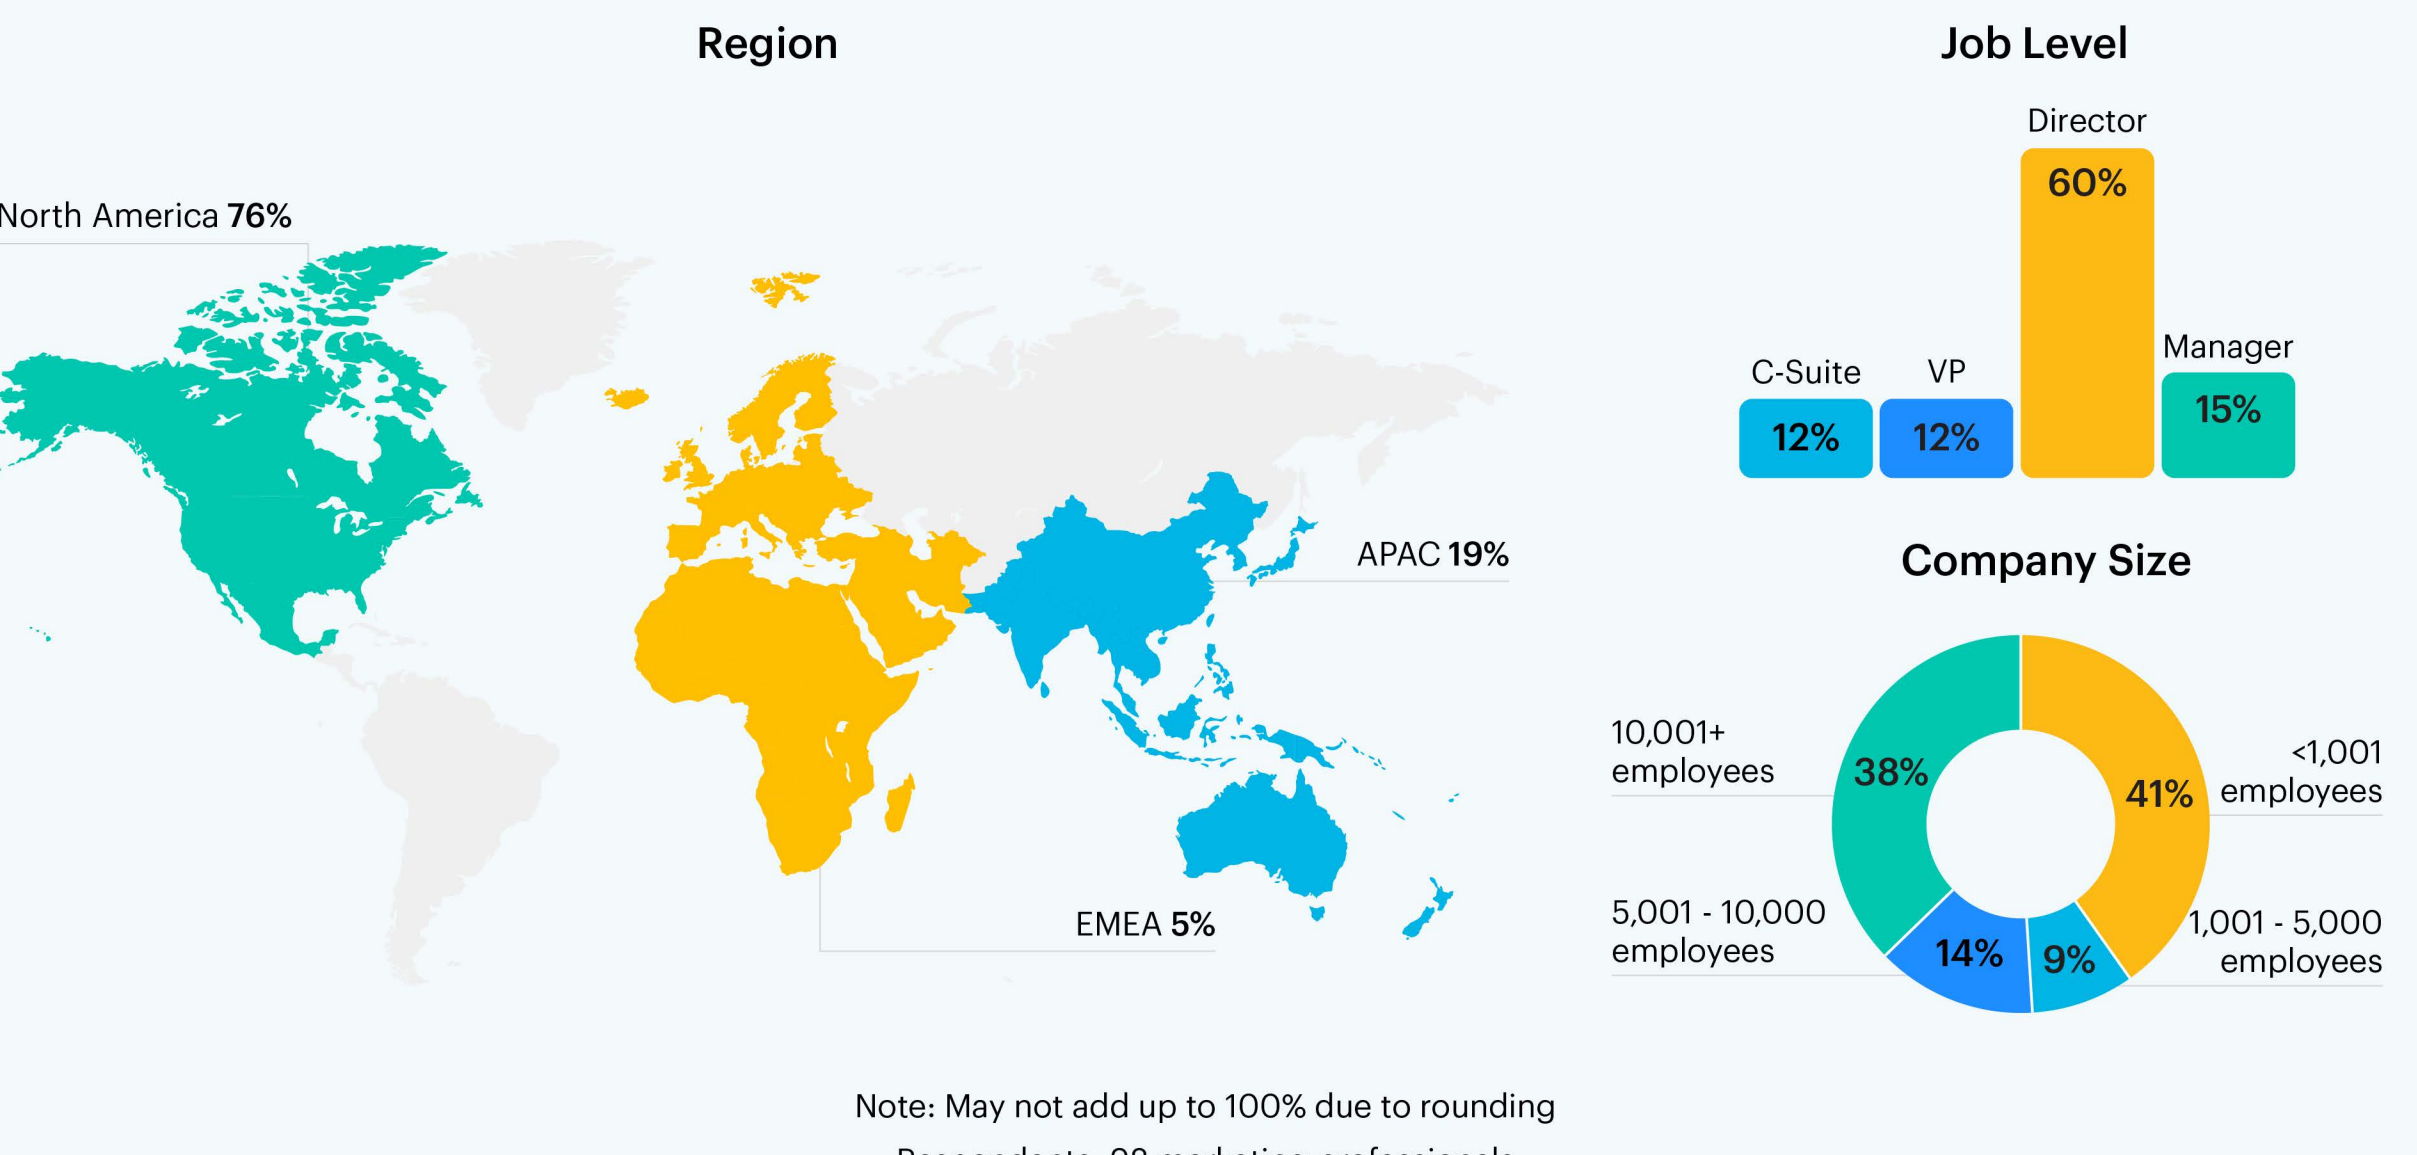 Region
North America 76%
APAC 19%
EMEA 5%
Job Level
Director
60%
Manager
15%
C-Suite
12%
VP
12%
Company Size
10,001+
employees
38%
<1,001
employees
41%
5,001 - 10,000
employees
14%
1,001 - 5,000
employees
9%
Note: May not add up to 100% due to rounding
marketing professionals